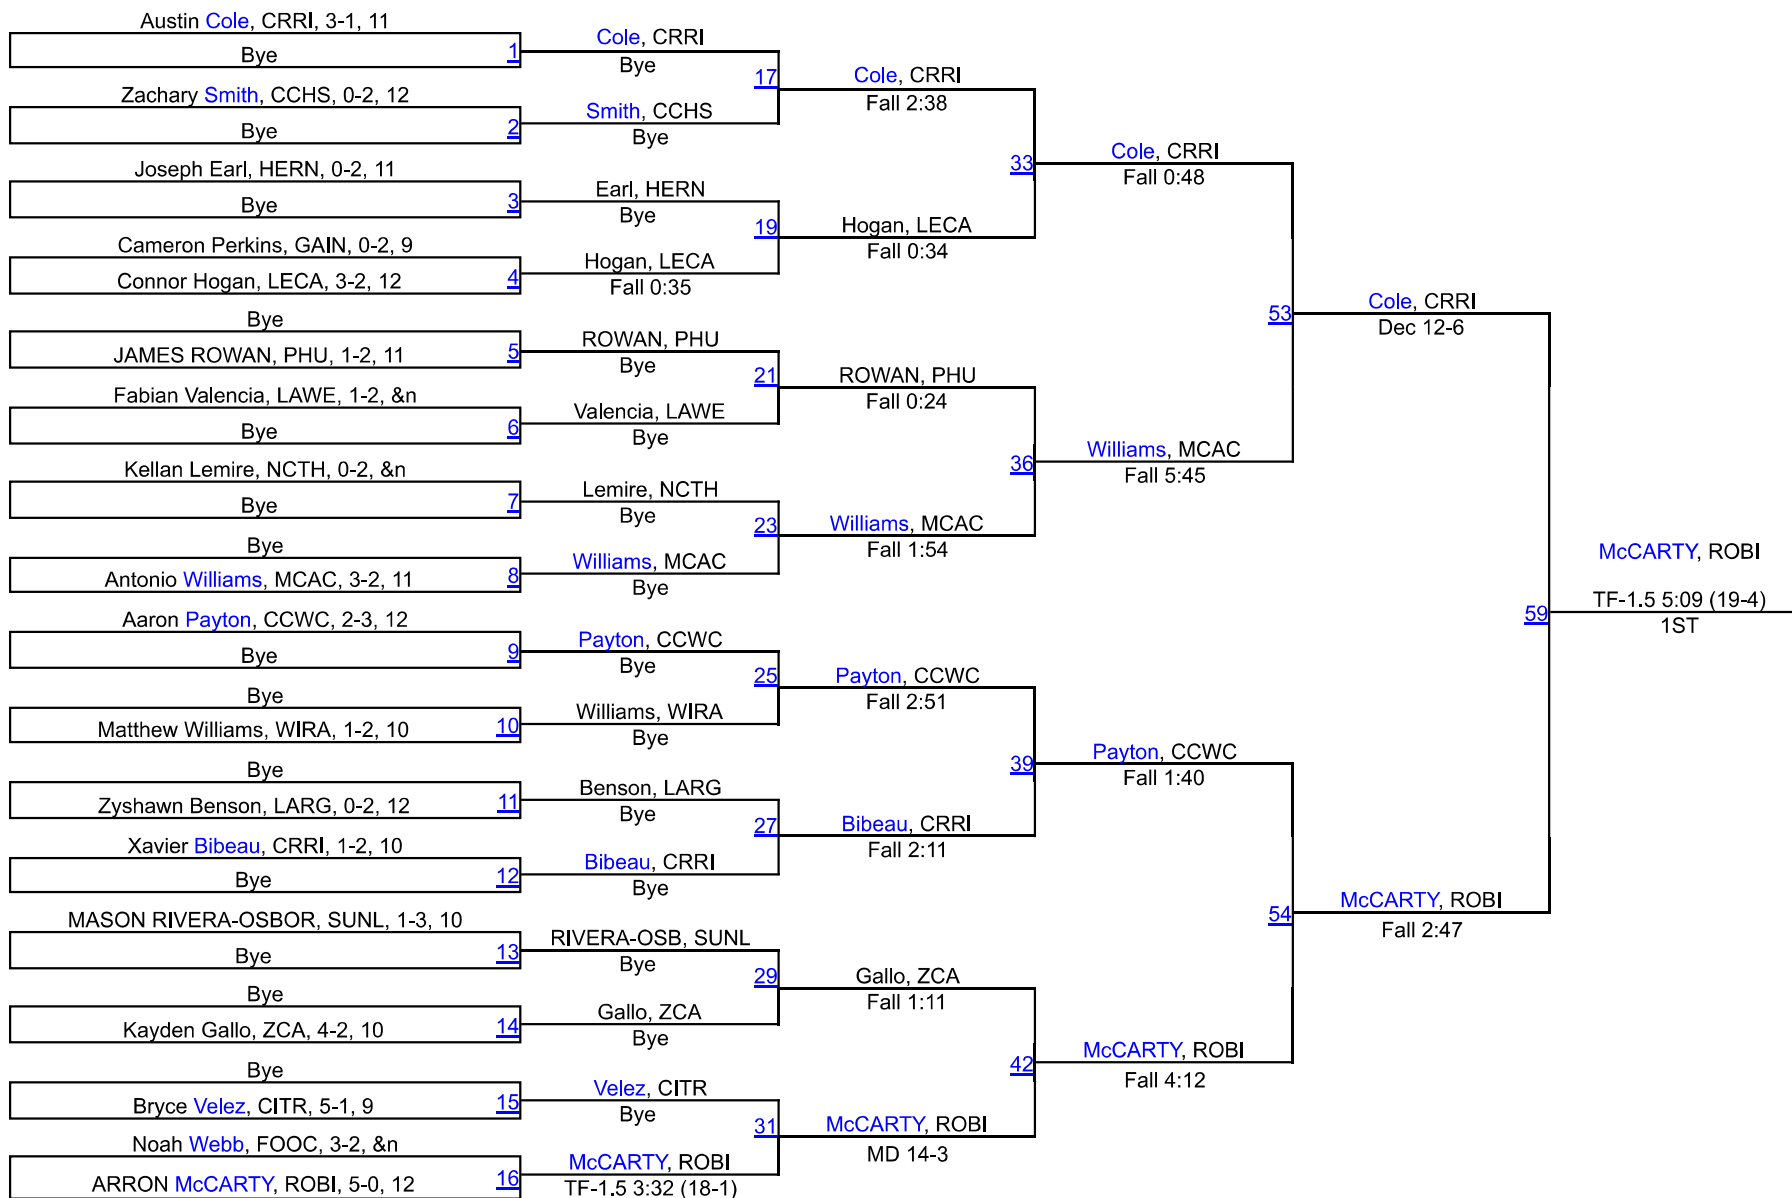 Austin Cole, CRRI, 3-1, 11
Bye
1
Zachary Smith, CCHS, 0-2, 12
Bye
2
Joseph Earl, HERN, 0-2, 11
Bye
3
Cameron Perkins, GAIN, 0-2, 9
Connor Hogan, LECA, 3-2, 12
4
Bye
JAMES ROWAN, PHU, 1-2, 11
5
Fabian Valencia, LAWE, 1-2, &n
Bye
6
Kellan Lemire, NCTH, 0-2, &n
Bye
7
Bye
Antonio Williams, MCAC, 3-2, 11
8
Aaron Payton, CCWC, 2-3, 12
Bye
9
Bye
Matthew Williams, WIRA, 1-2, 10
10
Bye
Zyshawn Benson, LARG, 0-2, 12
11
Xavier Bibeau, CRRI, 1-2, 10
Bye
12
MASON RIVERA-OSBOR, SUNL, 1-3, 10
Bye
13
Bye
Kayden Gallo, ZCA, 4-2, 10
14
Bye
Bryce Velez, CITR, 5-1, 9
15
Noah Webb, FOOC, 3-2, &n
ARRON McCARTY, ROBI, 5-0, 12
16
Cole, CRRI
Bye
17
Smith, CCHS
Bye
Earl, HERN
Bye
19
Hogan, LECA
Fall 0:35
ROWAN, PHU
Bye
21
Valencia, LAWE
Bye
Lemire, NCTH
Bye
23
Williams, MCAC
Bye
Payton, CCWC
Bye
25
Williams, WIRA
Bye
Benson, LARG
Bye
27
Bibeau, CRRI
Bye
RIVERA-OSB, SUNL
Bye
29
Gallo, ZCA
Bye
Velez, CITR
Bye
31
McCARTY, ROBI
TF-1.5 3:32 (18-1)
Cole, CRRI
Fall 2:38
33
Hogan, LECA
Fall 0:34
ROWAN, PHU
Fall 0:24
36
Williams, MCAC
Fall 1:54
Payton, CCWC
Fall 2:51
39
Bibeau, CRRI
Fall 2:11
Gallo, ZCA
Fall 1:11
42
McCARTY, ROBI
MD 14-3
Cole, CRRI
Fall 0:48
53
Williams, MCAC
Fall 5:45
Payton, CCWC
Fall 1:40
54
McCARTY, ROBI
Fall 4:12
Cole, CRRI
Dec 12-6
59
McCARTY, ROBI
Fall 2:47
McCARTY, ROBI
TF-1.5 5:09 (19-4)
1ST